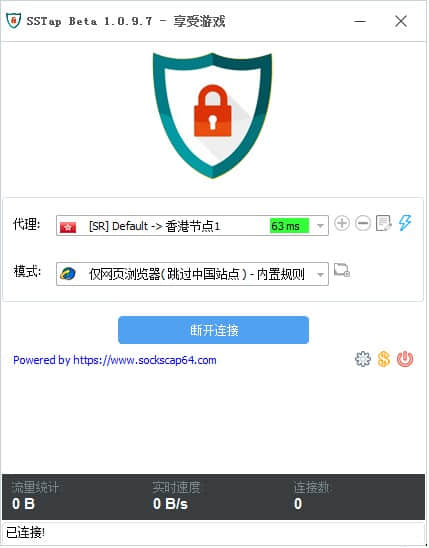 SSTap Beta 1.0.9.7 - 享受游戏
代理: [SR] Default -> 香港节点1 63 ms
模式: 仅网页浏览器(跳过中国站点) - 内置规则
断开连接
Powered by https://www.sockscap64.com
流量统计: 实时速度: 连接数:
0 B 0 B/s 0
已连接!